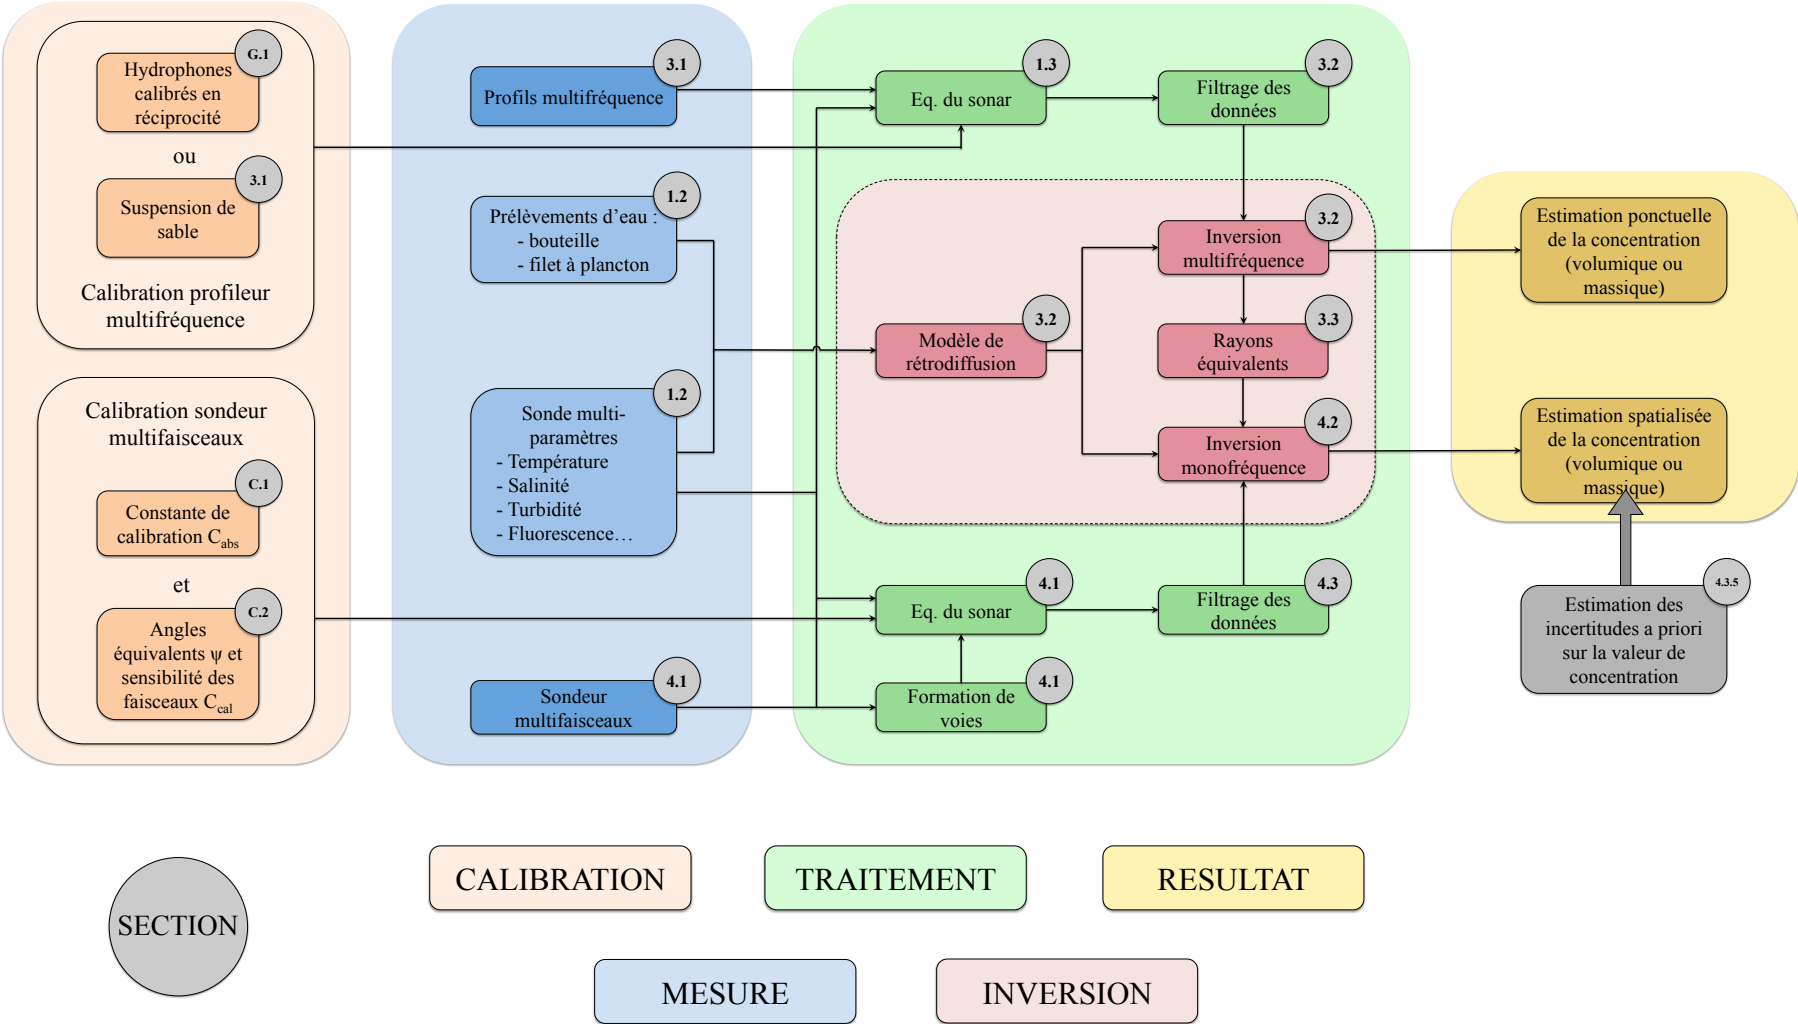 G.1
Hydrophones
calibrés en
réciprocité
ou
3.1
Suspension de
sable
Calibration profileur
multifréquence
Calibration sondeur
multifaisceaux
C.1
Constante de
calibration C_abs
et
C.2
Angles
équivalents ψ et
sensibilité des
faisceaux C_cal
3.1
Profils multifréquence
1.2
Prélèvements d’eau :
- bouteille
- filet à plancton
1.2
Sonde multi-
paramètres
- Température
- Salinité
- Turbidité
- Fluorescence…
4.1
Sondeur
multifaisceaux
1.3
Eq. du sonar
3.2
Filtrage des
données
3.2
Modèle de
rétrodiffusion
3.2
Inversion
multifréquence
3.3
Rayons
équivalents
4.2
Inversion
monofréquence
4.1
Eq. du sonar
4.3
Filtrage des
données
4.1
Formation de
voies
Estimation ponctuelle
de la concentration
(volumique ou
massique)
Estimation spatialisée
de la concentration
(volumique ou
massique)
4.3.5
Estimation des
incertitudes a priori
sur la valeur de
concentration
SECTION
CALIBRATION
TRAITEMENT
RESULTAT
MESURE
INVERSION